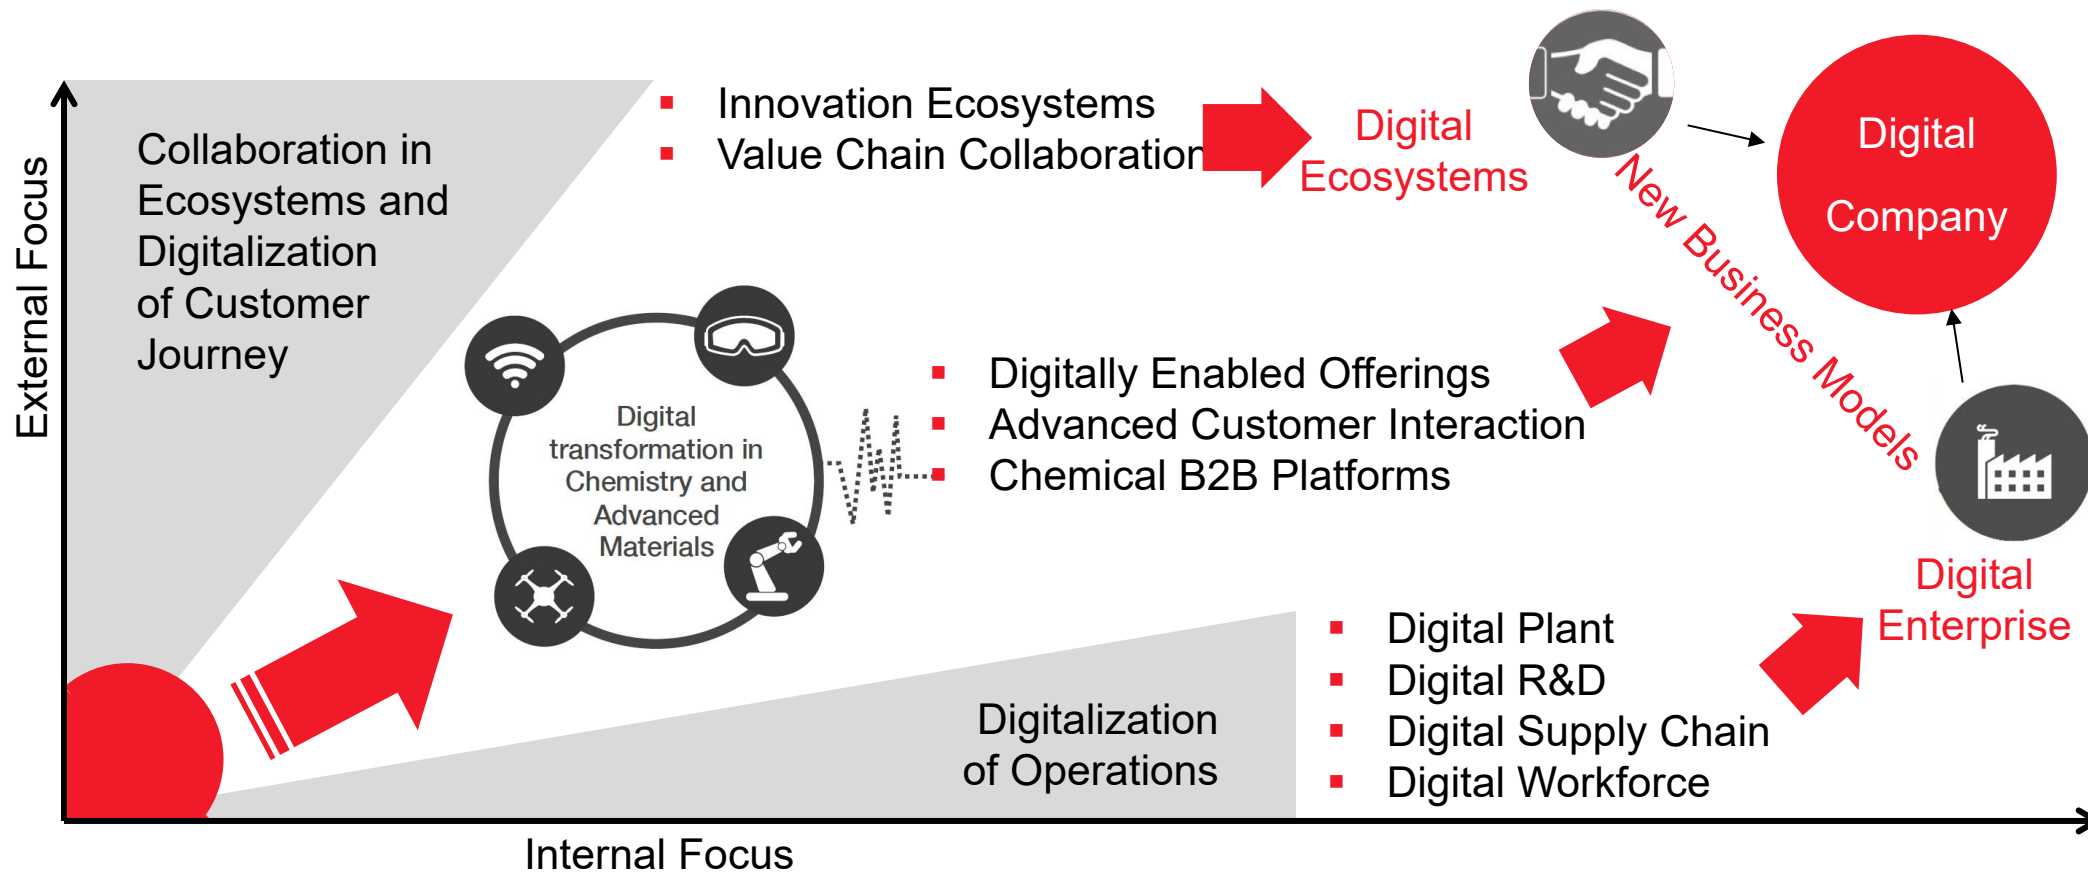 External Focus
Collaboration in
Ecosystems and
Digitalization
of Customer
Journey
Innovation Ecosystems
Value Chain Collaboration
Digital
Ecosystems
Digital
Company
New Business Models
Digital
transformation in
Chemistry and
Advanced
Materials
Digitally Enabled Offerings
Advanced Customer Interaction
Chemical B2B Platforms
Digital
Enterprise
Digitalization
of Operations
Digital Plant
Digital R&D
Digital Supply Chain
Digital Workforce
Internal Focus